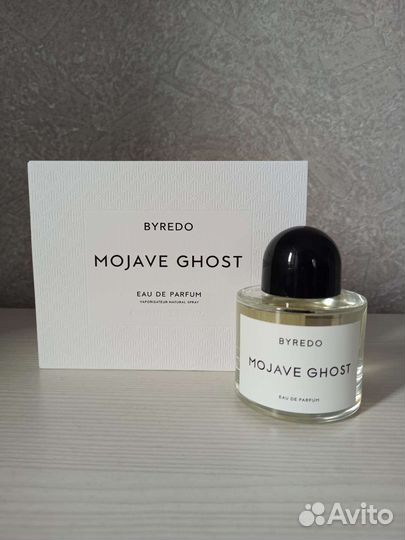 BYREDO
MOJAVE GHOST
EAU DE PARFUM
VAPORISATEUR NATURAL SPRAY
BYREDO
MOJAVE GHOST
EAU DE PARFUM
Avito